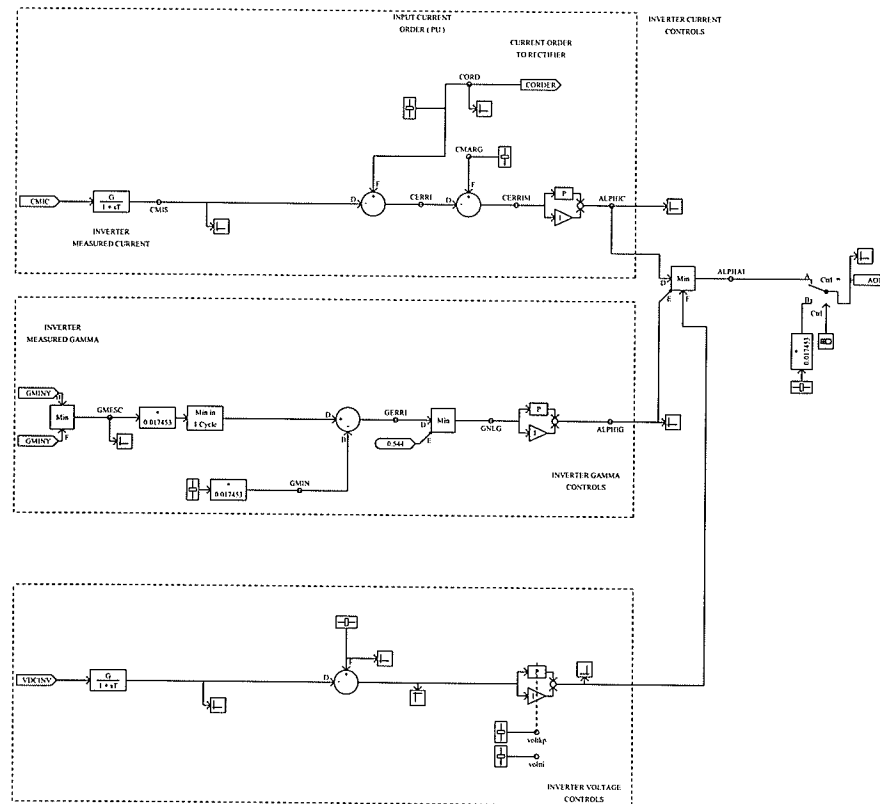 INPUT CURRENT
ORDER ( PU )
INVERTER CURRENT
CONTROLS
CURRENT ORDER
TO RECTIFIER
CORD
CORDER
CMARG
F
F
D
D
CMIC
G
1 + sT
CMIS
CERRI
CERRIM
P
I
ALPHIC
INVERTER
MEASURED CURRENT
D
Min
E
F
ALPHAI
A
B
Ctrl =
Ctrl
*
0.017453
INVERTER
MEASURED GAMMA
GMINY
Min
F
GMINY
GMESC
*
0.017453
Min in
1 Cycle
D
B
GERRI
D
E
Min
0.544
GNLG
P
I
ALPHIG
*
0.017453
GMIN
INVERTER GAMMA
CONTROLS
VDCINV
G
1 + sT
D
F
P
I
voltkp
INVERTER VOLTAGE
CONTROLS